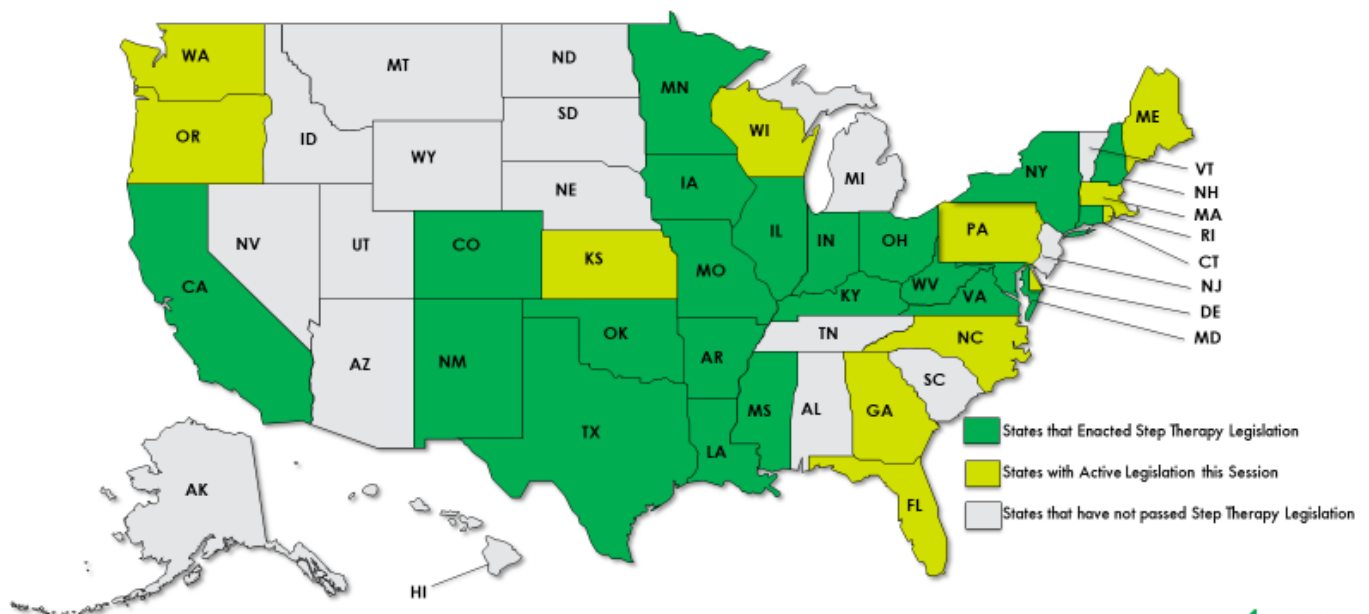 WA
MT
ND
MN
ME
OR
ID
SD
WI
WY
MI
NY
VT
NE
IA
NH
MA
PA
RI
NV
UT
CO
IL
IN
OH
CT
KS
MO
WV
NJ
CA
KY
VA
DE
MD
TN
NC
OK
AZ
NM
AR
SC
MS
AL
GA
TX
LA
States that Enacted Step Therapy Legislation
States with Active Legislation this Session
AK
FL
States that have not passed Step Therapy Legislation
HI